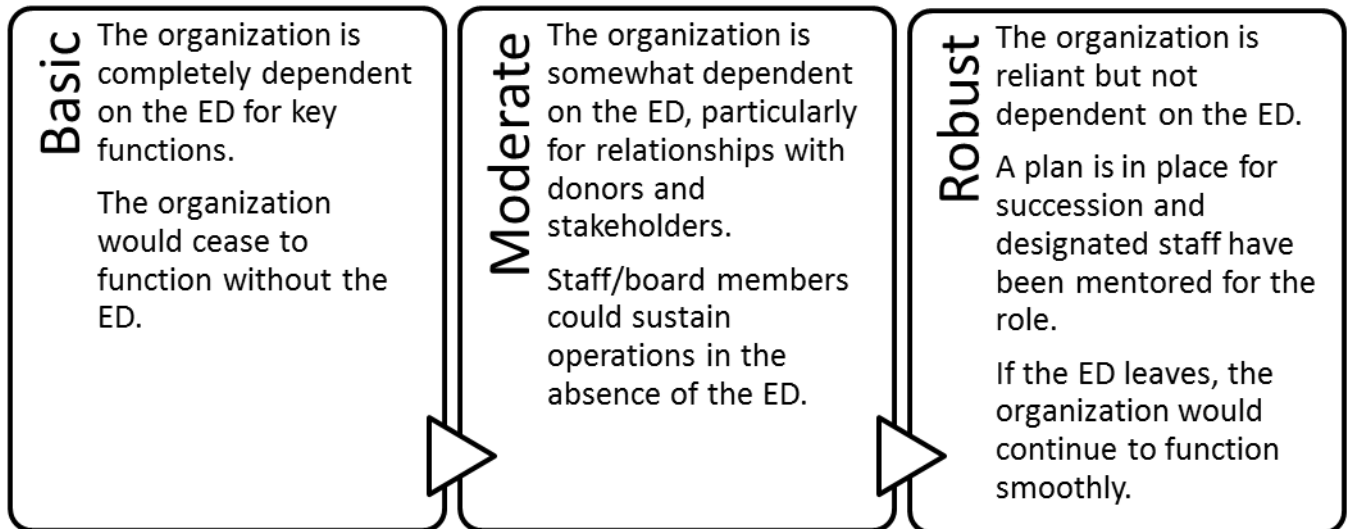 Basic
The organization is
completely dependent
on the ED for key
functions.
The organization
would cease to
function without the
ED.
Moderate
The organization is
somewhat dependent
on the ED, particularly
for relationships with
donors and
stakeholders.
Staff/board members
could sustain
operations in the
absence of the ED.
Robust
The organization is
reliant but not
dependent on the ED.
A plan is in place for
succession and
designated staff have
been mentored for the
role.
If the ED leaves, the
organization would
continue to function
smoothly.